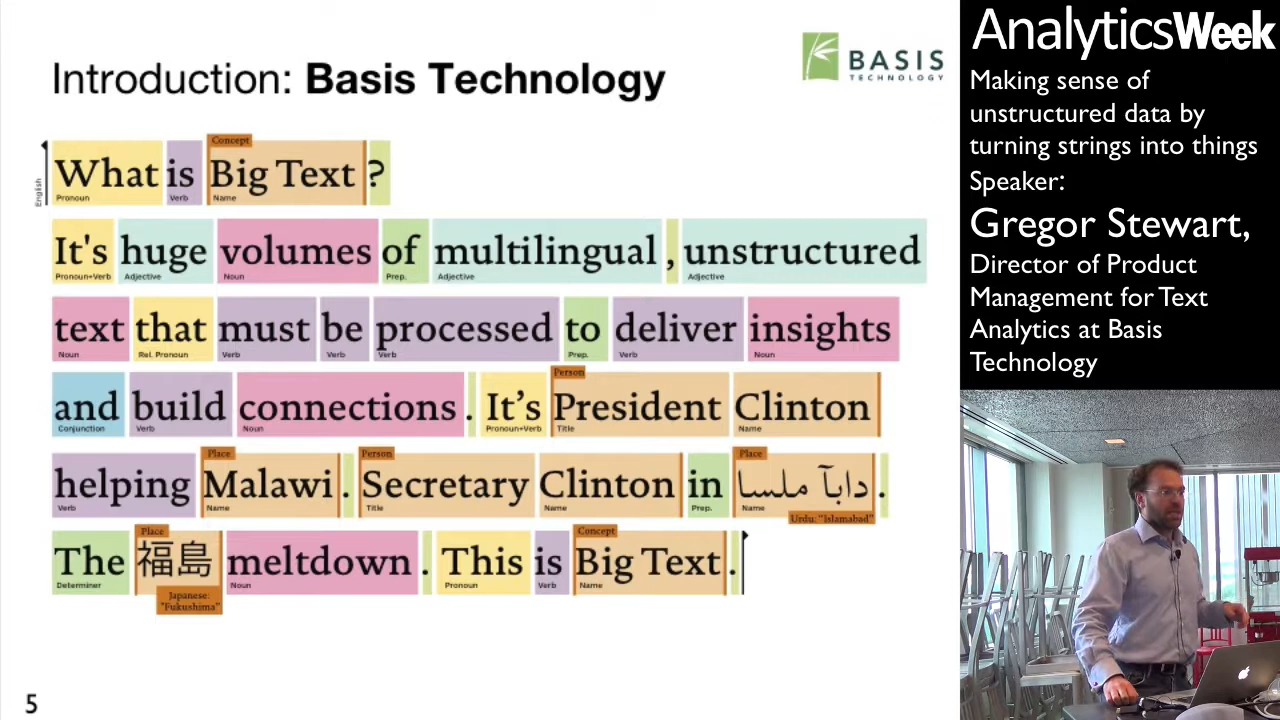 Introduction: Basis Technology
BASIS
TECHNOLOGY
English
Concept
What is Big Text ?
Pronoun Verb Name
It's huge volumes of multilingual , unstructured
Pronoun+Verb Adjective Noun Prep. Adjective Adjective
text that must be processed to deliver insights
Noun Rel. Pronoun Verb Verb Verb Prep. Verb Noun
Person
and build connections . It’s President Clinton
Conjunction Verb Noun Pronoun+Verb Title Name
Place Person Place
helping Malawi . Secretary Clinton in دابآ ملسا .
Verb Name Title Name Prep. Name
Urdu: "Islamabad"
Place Concept
The 福島 meltdown . This is Big Text .
Determiner Noun Pronoun Verb Name
Japanese:
"Fukushima"
5
AnalyticsWeek
Making sense of
unstructured data by
turning strings into things
Speaker:
Gregor Stewart,
Director of Product
Management for Text
Analytics at Basis
Technology